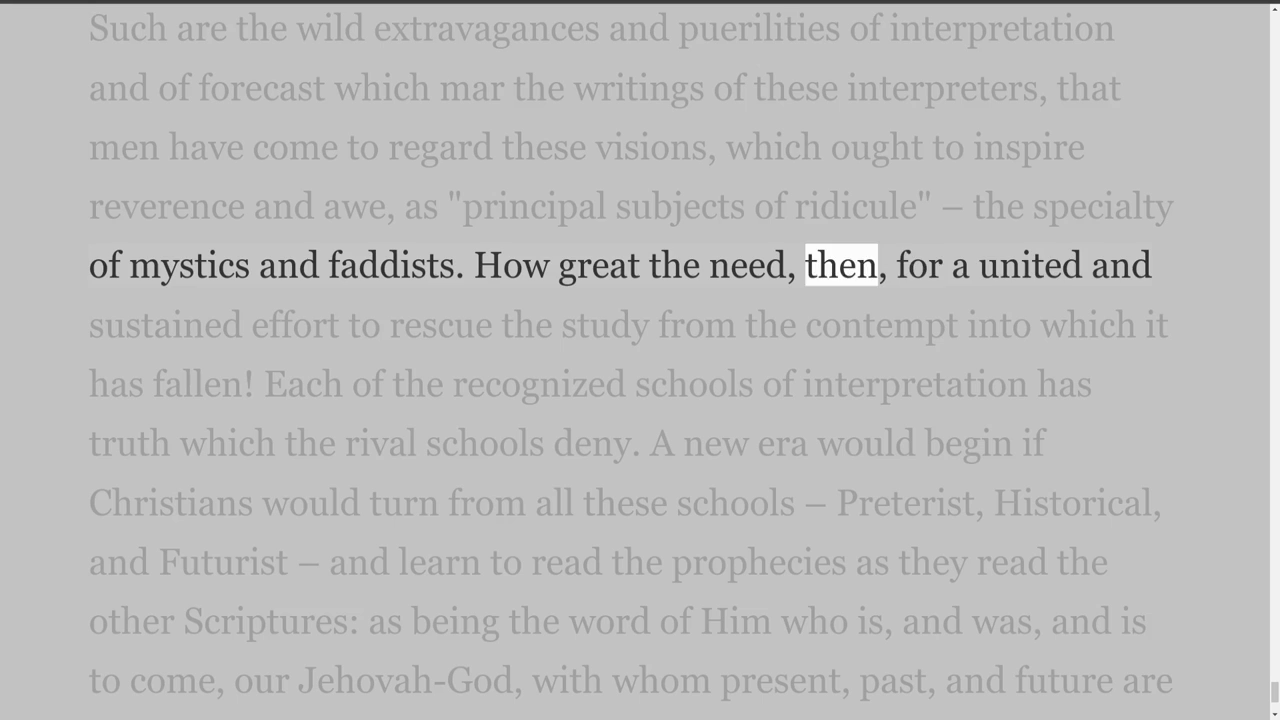 Such are the wild extravagances and puerilities of interpretation
and of forecast which mar the writings of these interpreters, that
men have come to regard these visions, which ought to inspire
reverence and awe, as "principal subjects of ridicule" – the specialty
of mystics and faddists. How great the need, then, for a united and
sustained effort to rescue the study from the contempt into which it
has fallen! Each of the recognized schools of interpretation has
truth which the rival schools deny. A new era would begin if
Christians would turn from all these schools – Preterist, Historical,
and Futurist – and learn to read the prophecies as they read the
other Scriptures: as being the word of Him who is, and was, and is
to come, our Jehovah-God, with whom present, past, and future are